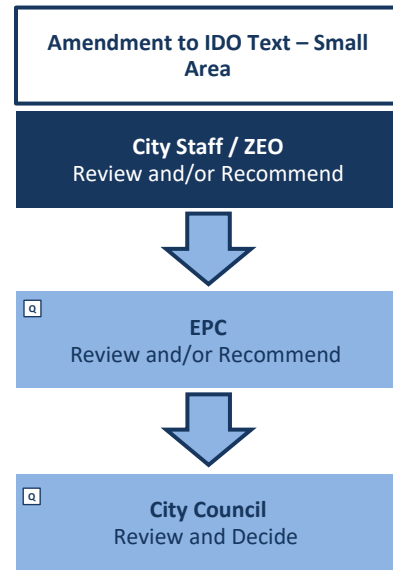 Amendment to IDO Text – Small
Area
City Staff / ZEO
Review and/or Recommend
Q
EPC
Review and/or Recommend
Q
City Council
Review and Decide